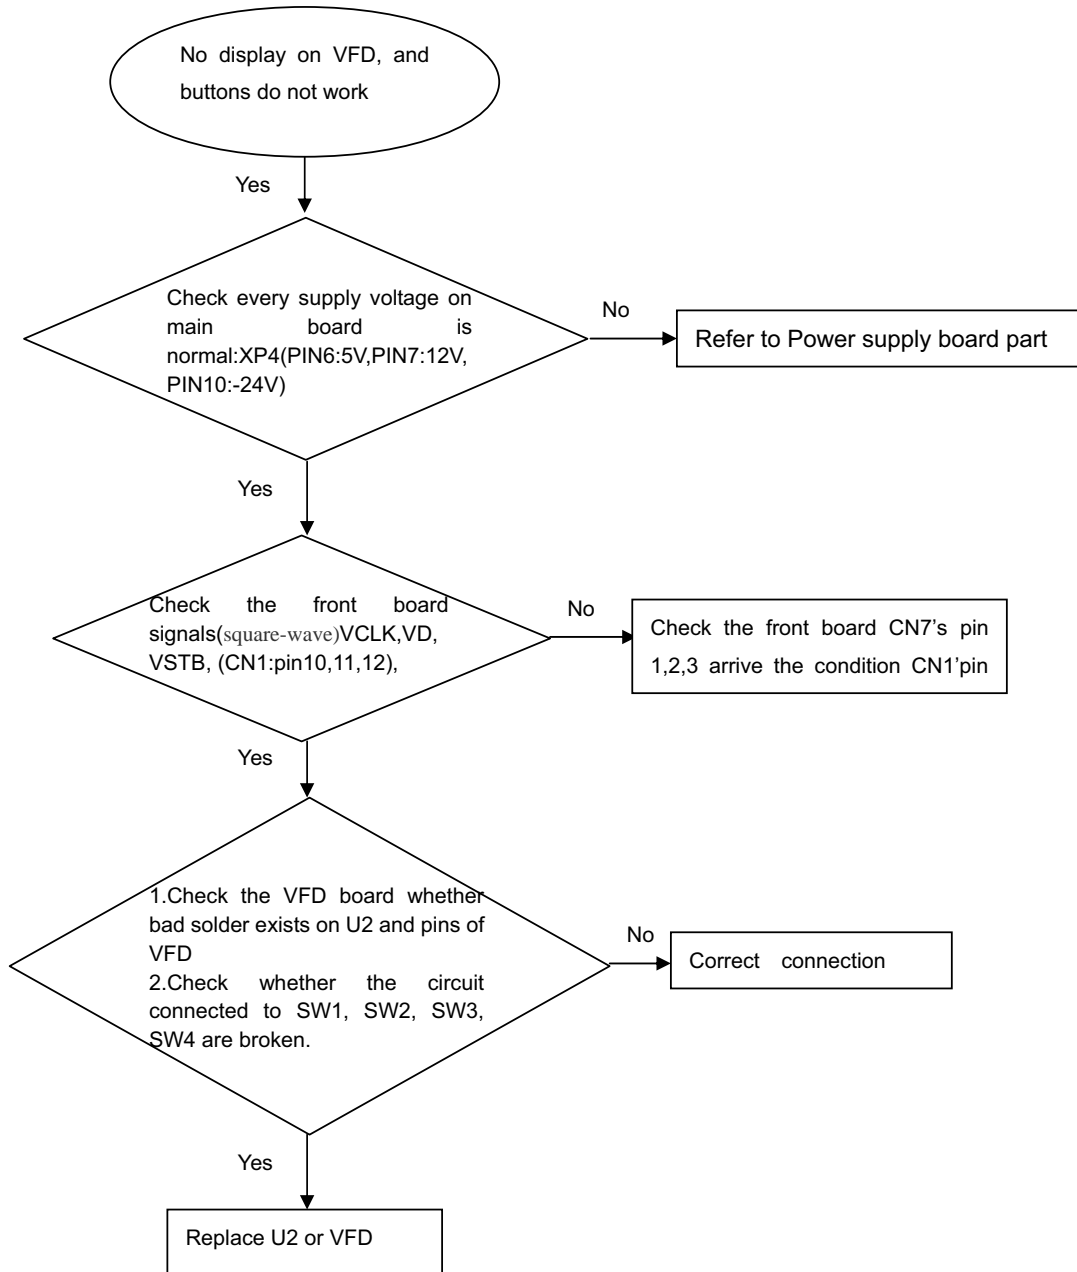 No display on VFD, and
buttons do not work
Yes
Check every supply voltage on
main board is
normal:XP4(PIN6:5V,PIN7:12V,
PIN10:-24V)
No
Refer to Power supply board part
Yes
Check the front board
signals(square-wave)VCLK,VD,
VSTB, (CN1:pin10,11,12),
No
Check the front board CN7’s pin
1,2,3 arrive the condition CN1’pin
Yes
1.Check the VFD board whether
bad solder exists on U2 and pins of
VFD
2.Check whether the circuit
connected to SW1, SW2, SW3,
SW4 are broken.
No
Correct connection
Yes
Replace U2 or VFD